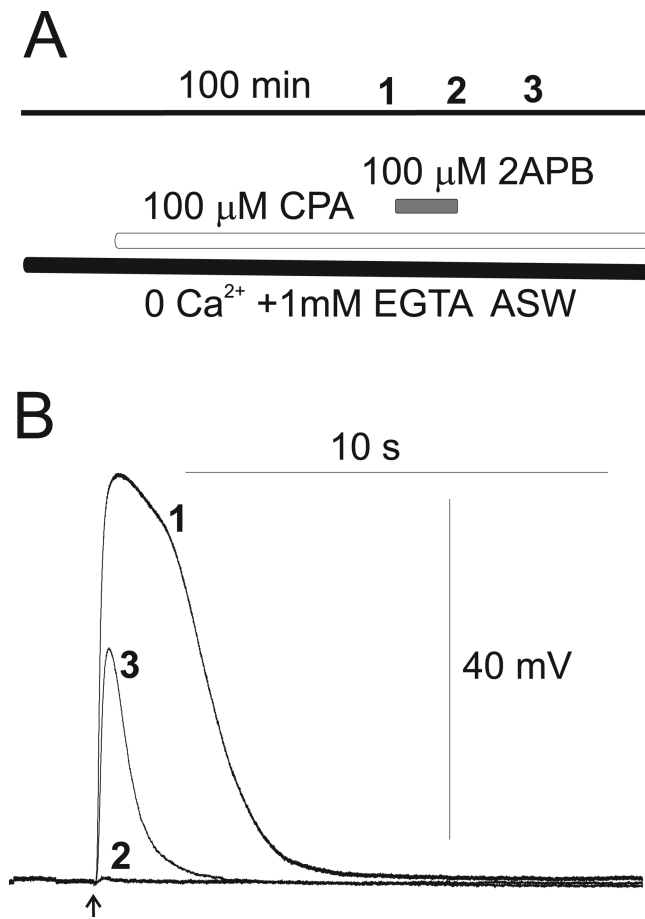 A
100 min 1 2 3
100 μM 2APB
100 μM CPA
0 Ca²⁺ +1mM EGTA ASW
B
10 s
1
40 mV
3
2